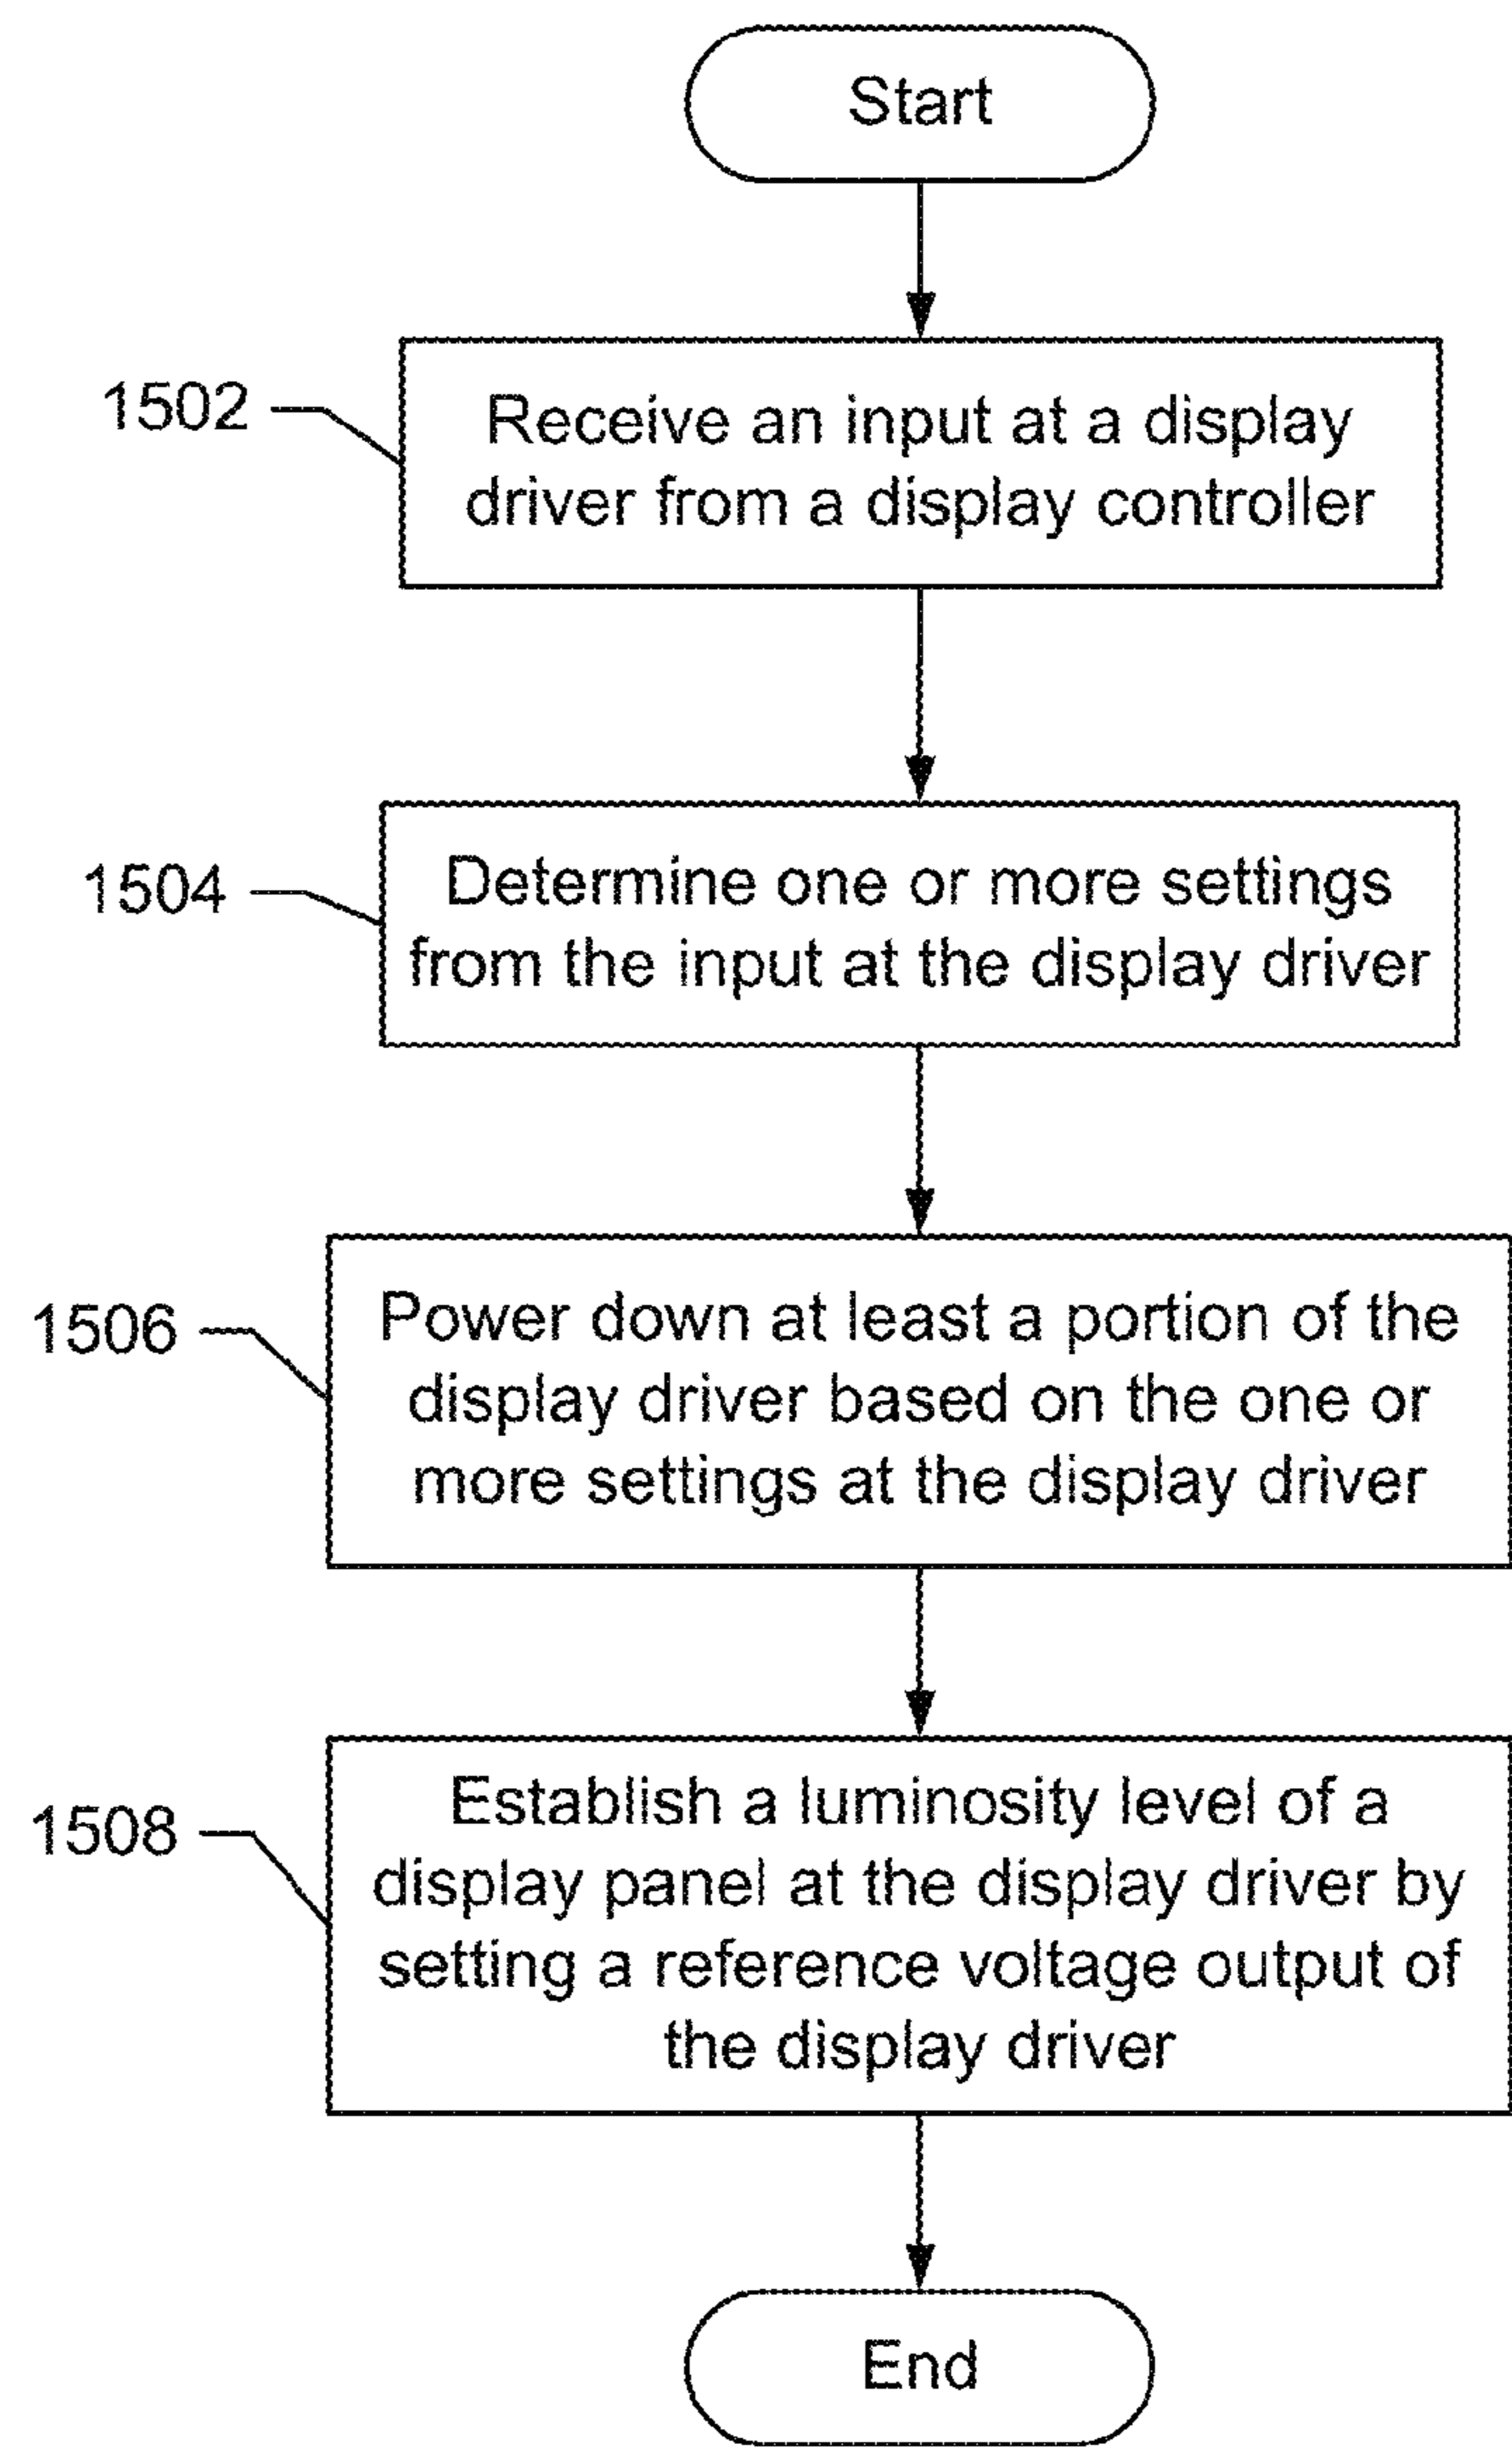 Start
1502
Receive an input at a display
driver from a display controller
1504
Determine one or more settings
from the input at the display driver
1506
Power down at least a portion of the
display driver based on the one or
more settings at the display driver
1508
Establish a luminosity level of a
display panel at the display driver by
setting a reference voltage output of
the display driver
End